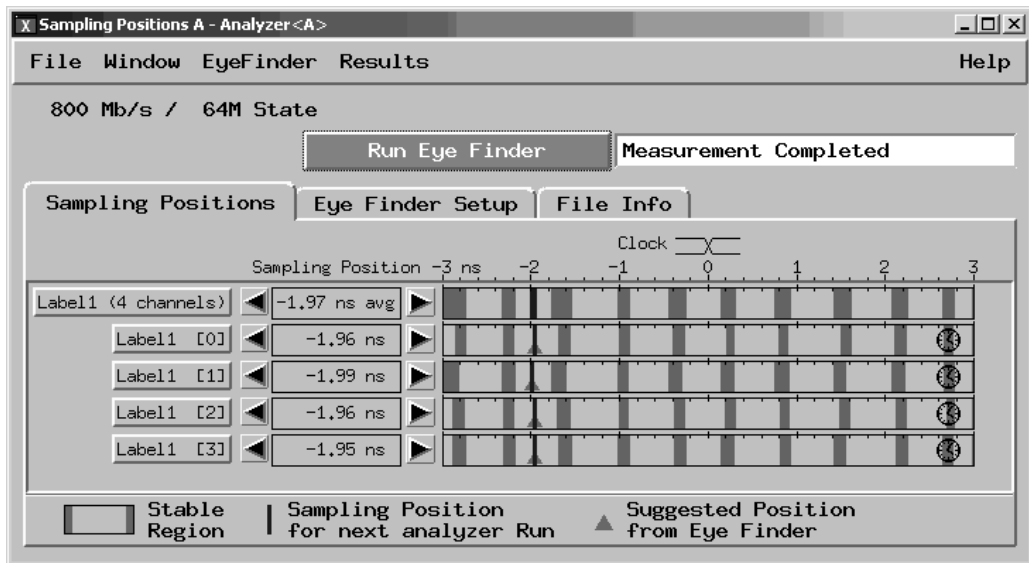 X Sampling Positions A - Analyzer<A>
File Window EyeFinder Results Help
800 Mb/s / 64M State
Run Eye Finder Measurement Completed
Sampling Positions Eye Finder Setup File Info
Clock
Sampling Position -3 ns -2 -1 0 1 2 3
Label1 (4 channels) -1.97 ns avg
Label1 [0] -1.96 ns
Label1 [1] -1.99 ns
Label1 [2] -1.96 ns
Label1 [3] -1.95 ns
Stable Sampling Position Suggested Position
Region for next analyzer Run from Eye Finder